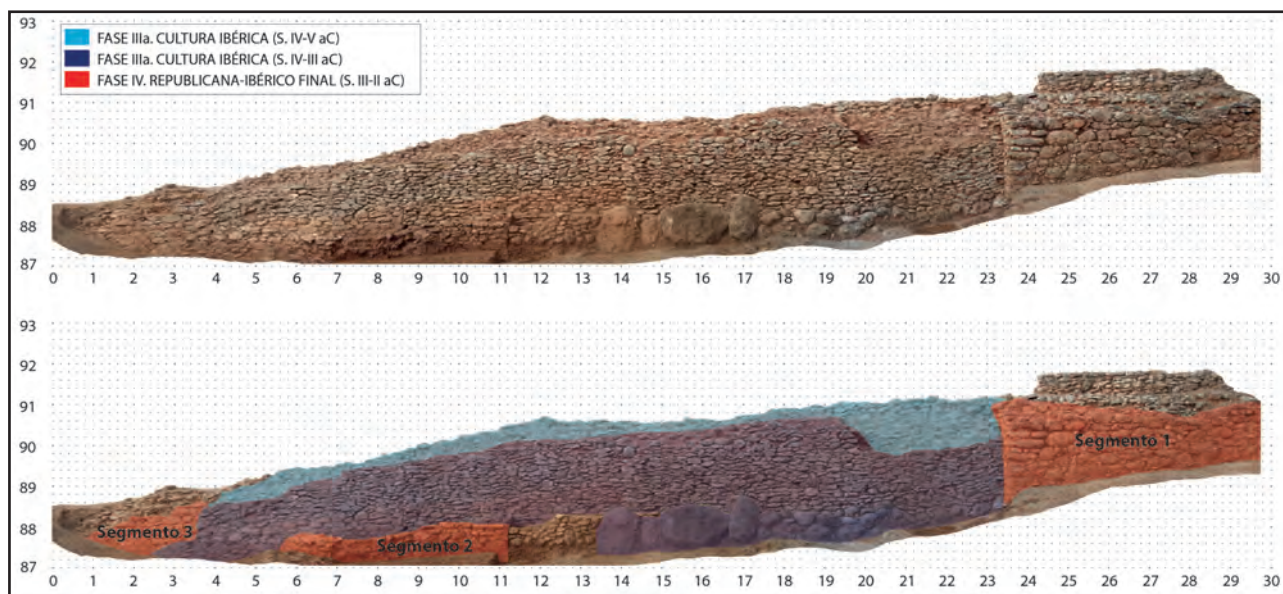 93
FASE IIIa. CULTURA IBÉRICA (S. IV-V aC)
92
FASE IIIa. CULTURA IBÉRICA (S. IV-III aC)
FASE IV. REPUBLICANA-IBÉRICO FINAL (S. III-II aC)
91
90
89
88
87
0 1 2 3 4 5 6 7 8 9 10 11 12 13 14 15 16 17 18 19 20 21 22 23 24 25 26 27 28 29 30
93
92
91
Segmento 1
90
89
88
Segmento 3
Segmento 2
87
0 1 2 3 4 5 6 7 8 9 10 11 12 13 14 15 16 17 18 19 20 21 22 23 24 25 26 27 28 29 30